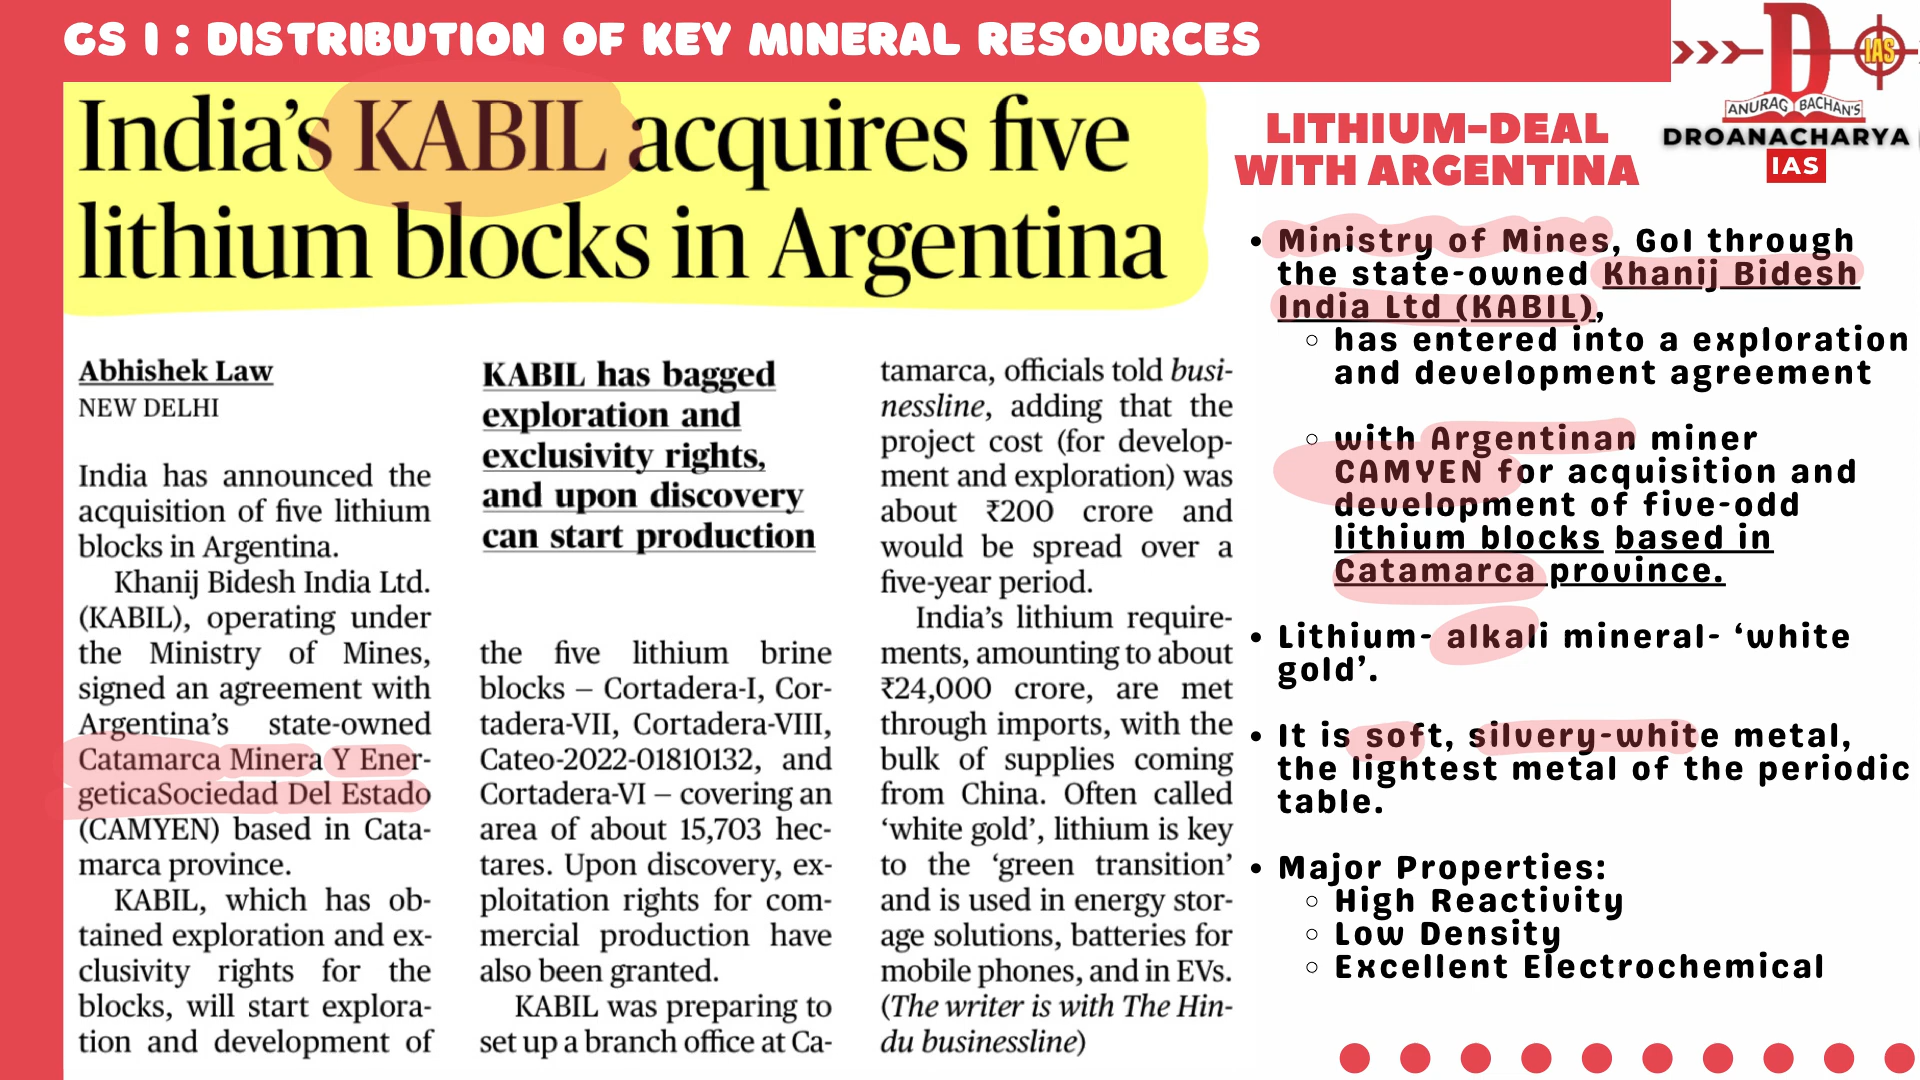 GS I : DISTRIBUTION OF KEY MINERAL RESOURCES
ANURAG BACHAN'S
IAS
DROANACHARYA
IAS
India's KABIL acquires five
lithium blocks in Argentina
Abhishek Law
NEW DELHI
India has announced the
acquisition of five lithium
blocks in Argentina.
Khanij Bidesh India Ltd.
(KABIL), operating under
the Ministry of Mines,
signed an agreement with
Argentina's state-owned
Catamarca Minera Y Ener-
geticaSociedad Del Estado
(CAMYEN) based in Cata-
marca province.
KABIL, which has ob-
tained exploration and ex-
clusivity rights for the
blocks, will start explora-
tion and development of
KABIL has bagged
exploration and
exclusivity rights,
and upon discovery
can start production
the five lithium brine
blocks – Cortadera-I, Cor-
tadera-VII, Cortadera-VIII,
Cateo-2022-01810132, and
Cortadera-VI – covering an
area of about 15,703 hec-
tares. Upon discovery, ex-
ploitation rights for com-
mercial production have
also been granted.
KABIL was preparing to
set up a branch office at Ca-
tamarca, officials told busi-
nessline, adding that the
project cost (for develop-
ment and exploration) was
about ₹200 crore and
would be spread over a
five-year period.
India's lithium require-
ments, amounting to about
₹24,000 crore, are met
through imports, with the
bulk of supplies coming
from China. Often called
'white gold', lithium is key
to the 'green transition'
and is used in energy stor-
age solutions, batteries for
mobile phones, and in EVs.
(The writer is with The Hin-
du businessline)
LITHIUM-DEAL
WITH ARGENTINA
• Ministry of Mines, GoI through
the state-owned Khanij Bidesh
India Ltd (KABIL),
◦ has entered into a exploration
and development agreement
◦ with Argentinan miner
CAMYEN for acquisition and
development of five-odd
lithium blocks based in
Catamarca province.
• Lithium- alkali mineral- 'white
gold'.
• It is soft, silvery-white metal,
the lightest metal of the periodic
table.
• Major Properties:
◦ High Reactivity
◦ Low Density
◦ Excellent Electrochemical